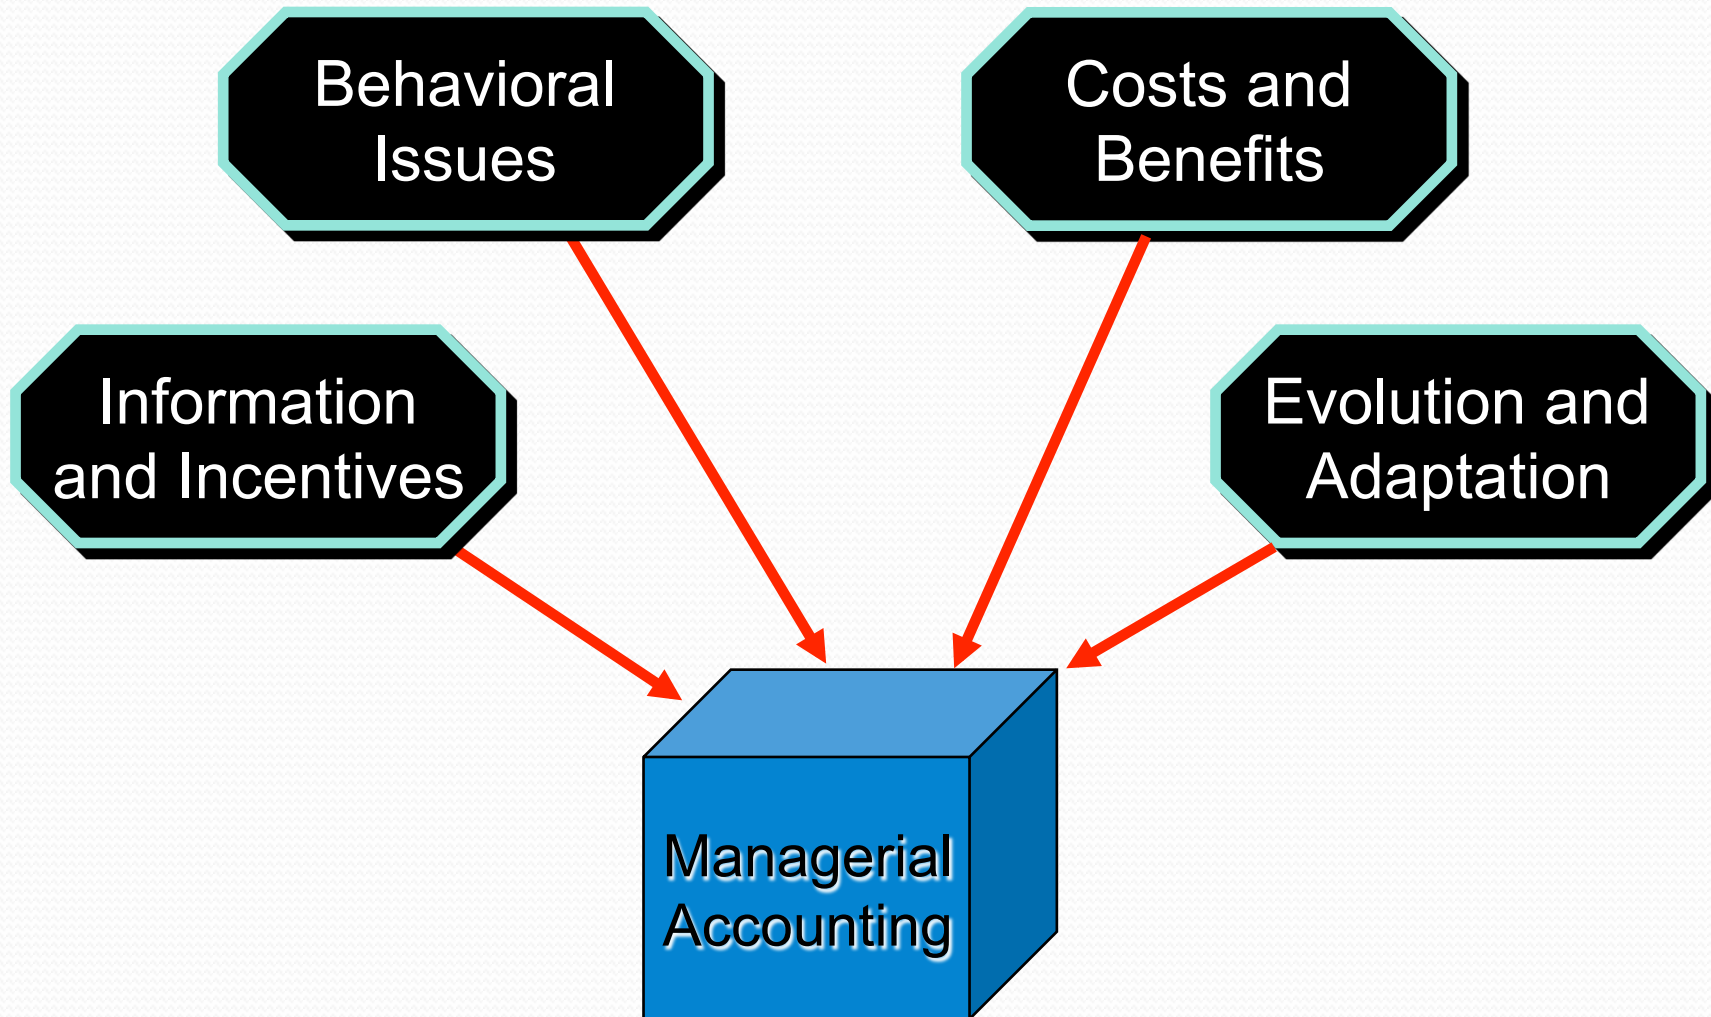 Behavioral
Issues
Costs and
Benefits
Information
and Incentives
Evolution and
Adaptation
Managerial
Accounting